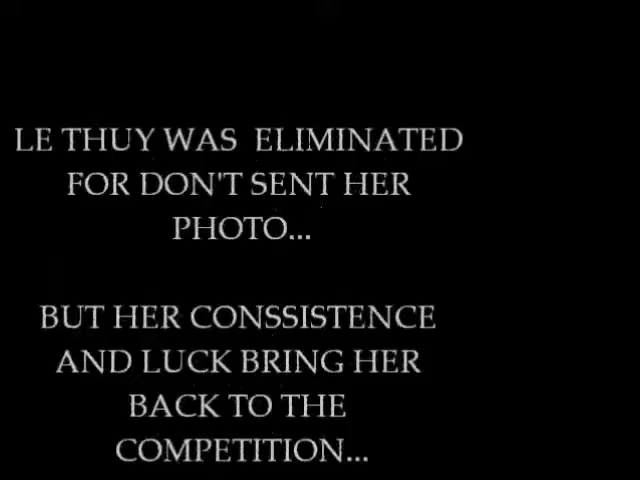 LE THUY WAS ELIMINATED
FOR DON'T SENT HER
PHOTO...
BUT HER CONSSISTENCE
AND LUCK BRING HER
BACK TO THE
COMPETITION...